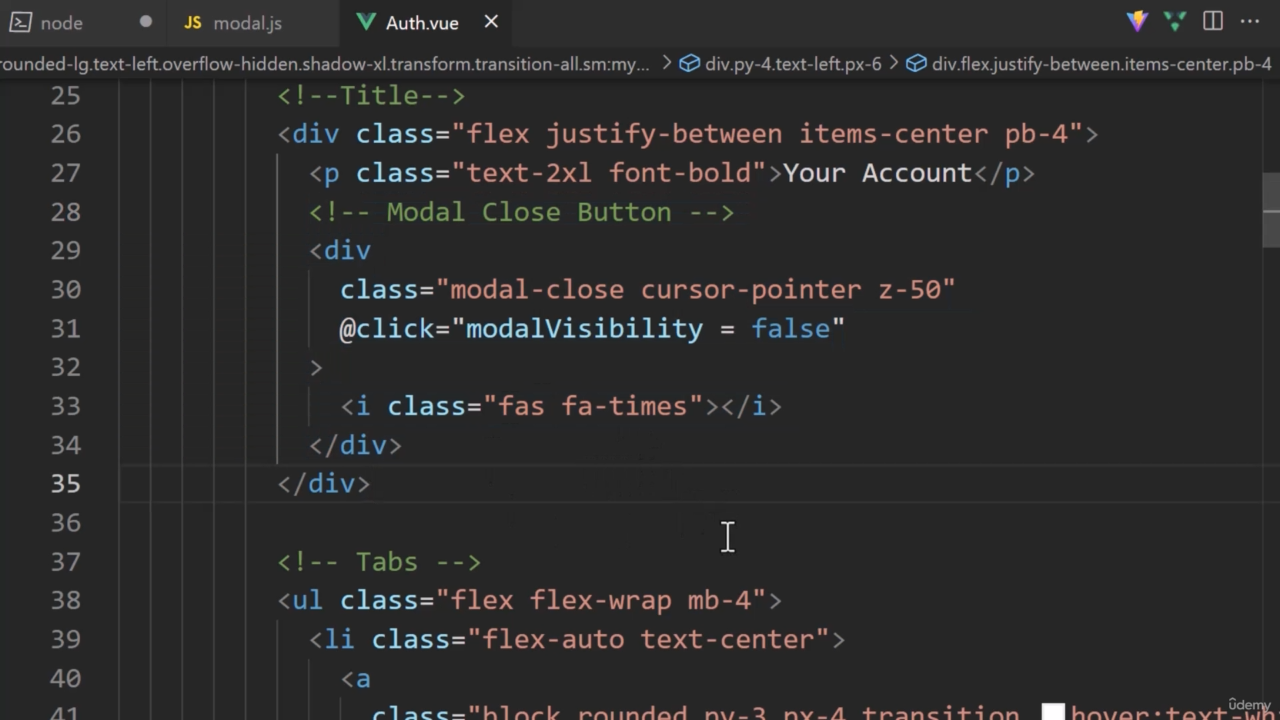 node
JS modal.js
Auth.vue
rounded-lg.text-left.overflow-hidden.shadow-xl.transform.transition-all.sm:my... > div.py-4.text-left.px-6 > div.flex.justify-between.items-center.pb-4
25 <!--Title-->
26 <div class="flex justify-between items-center pb-4">
27 <p class="text-2xl font-bold">Your Account</p>
28 <!-- Modal Close Button -->
29 <div
30 class="modal-close cursor-pointer z-50"
31 @click="modalVisibility = false"
32 >
33 <i class="fas fa-times"></i>
34 </div>
35 </div>
36
37 <!-- Tabs -->
38 <ul class="flex flex-wrap mb-4">
39 <li class="flex-auto text-center">
40 <a
41 class="block rounded py-3 px-4 transition hover:text-wh
ûdemy